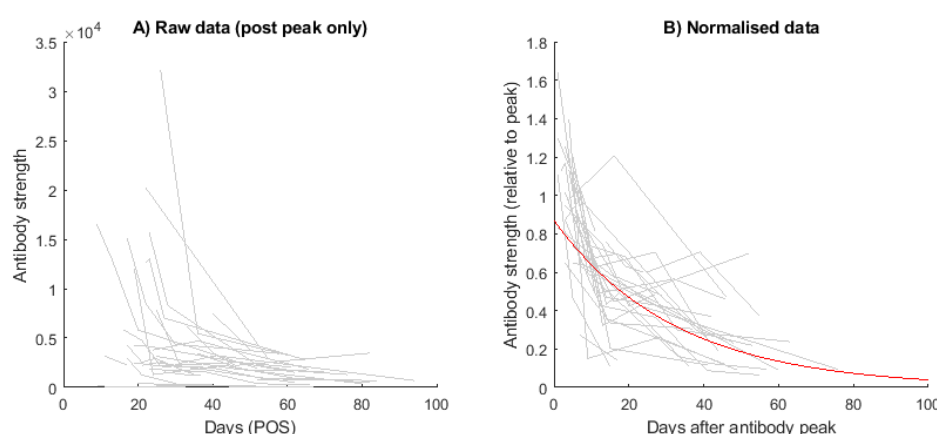 A) Raw data (post peak only)
×10⁴
3.5
3
2.5
2
1.5
1
0.5
0
Antibody strength
0 20 40 60 80 100
Days (POS)
B) Normalised data
1.8
1.6
1.4
1.2
1
0.8
0.6
0.4
0.2
0
Antibody strength (relative to peak)
0 20 40 60 80 100
Days after antibody peak